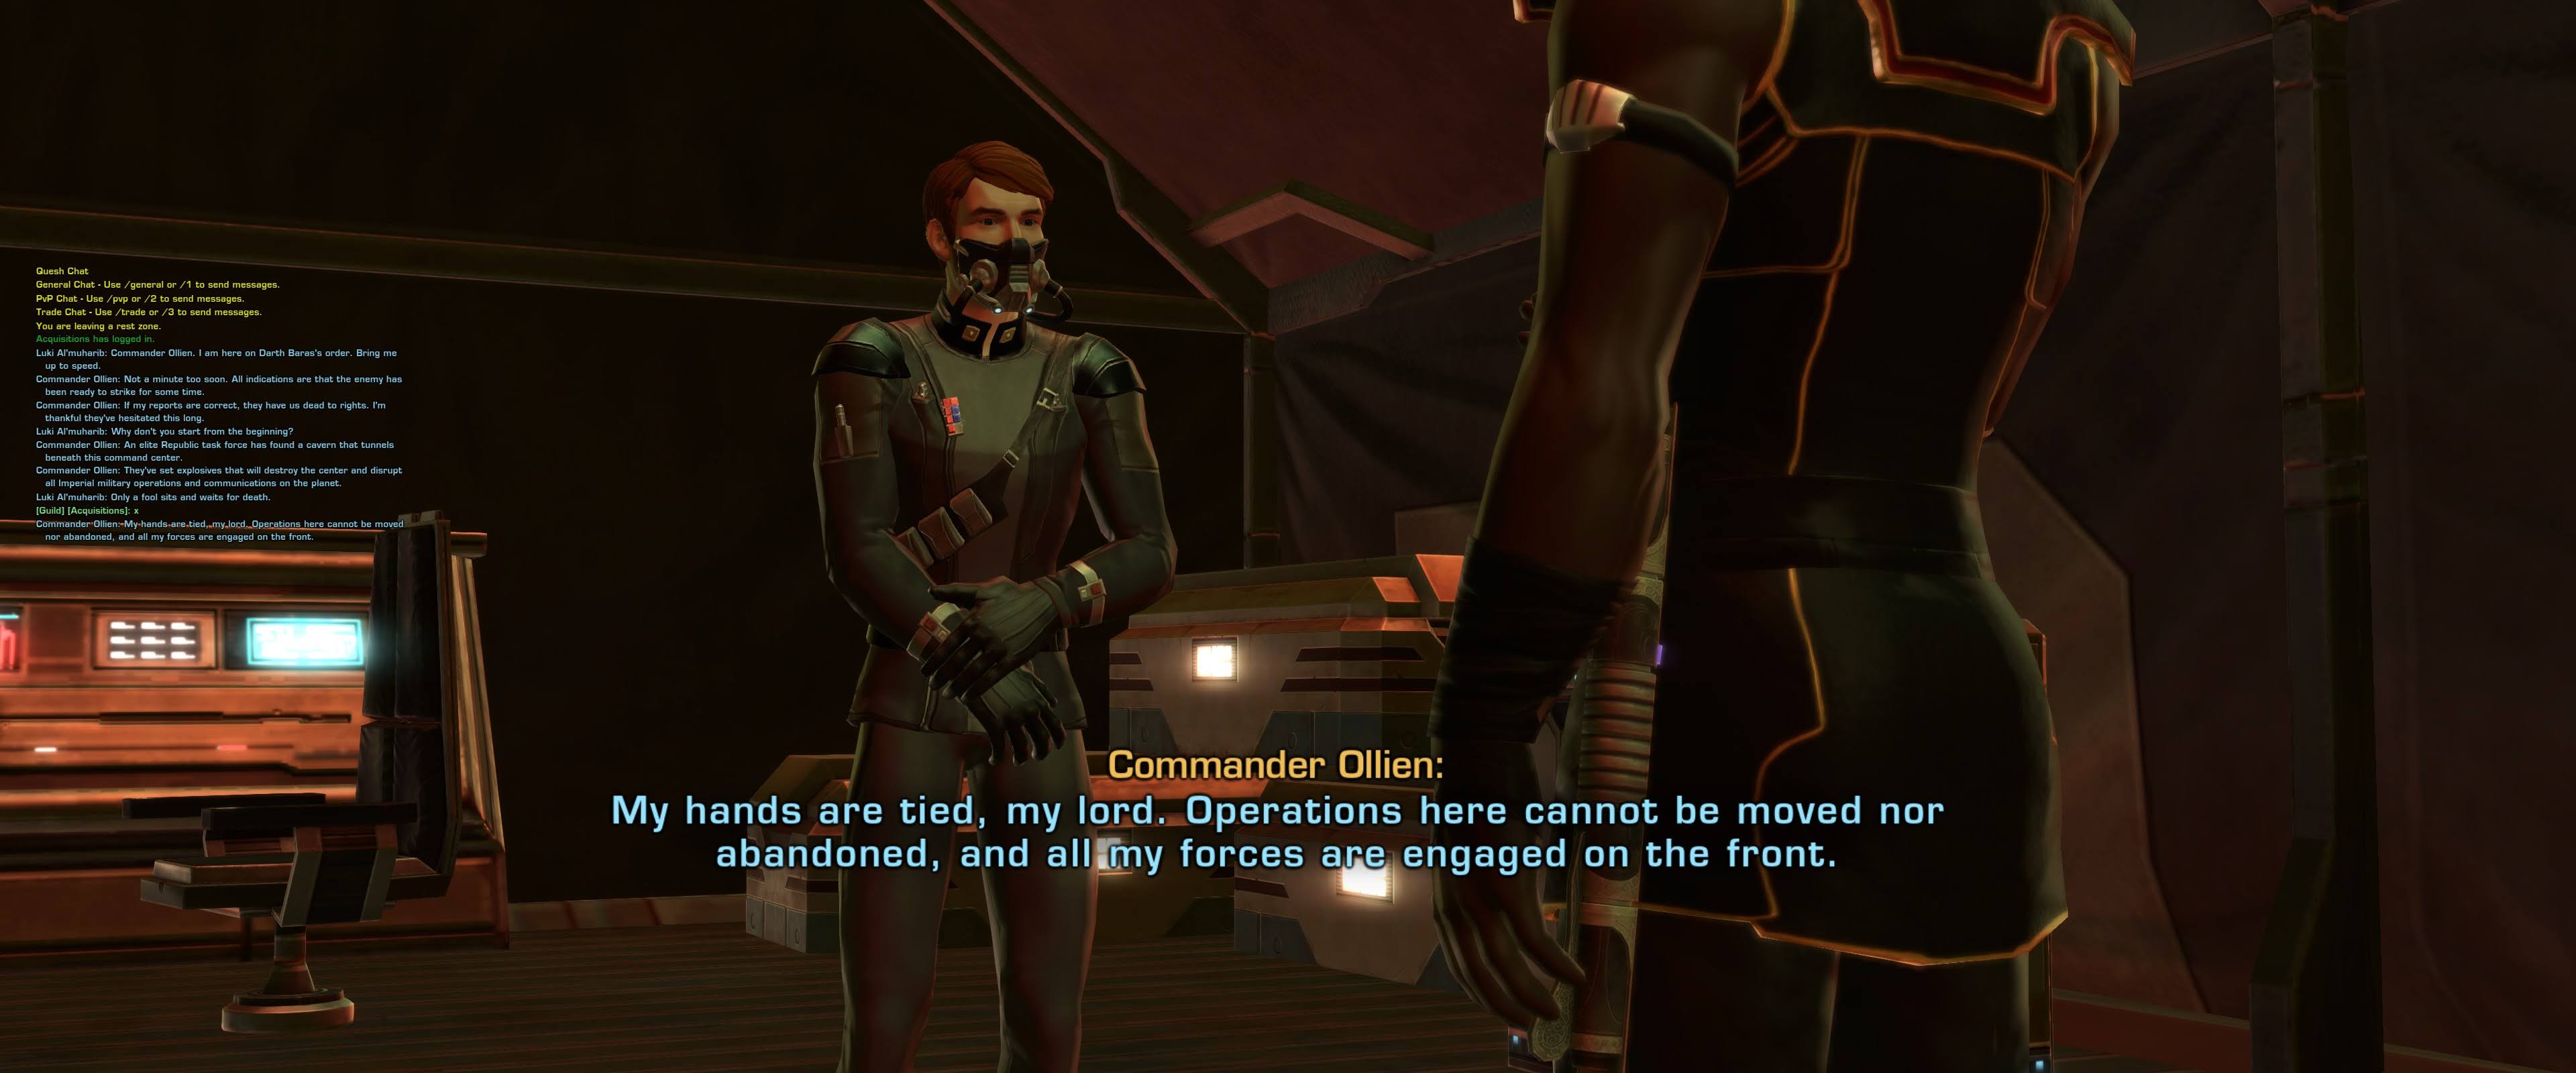 Quesh Chat
General Chat - Use /general or /1 to send messages.
PvP Chat - Use /pvp or /2 to send messages.
Trade Chat - Use /trade or /3 to send messages.
You are leaving a rest zone.
Acquisitions has logged in.
Luki Al'muharib: Commander Ollien. I am here on Darth Baras's order. Bring me
up to speed.
Commander Ollien: Not a minute too soon. All indications are that the enemy has
been ready to strike for some time.
Commander Ollien: If my reports are correct, they have us dead to rights. I'm
thankful they've hesitated this long.
Luki Al'muharib: Why don't you start from the beginning?
Commander Ollien: An elite Republic task force has found a cavern that tunnels
beneath this command center.
Commander Ollien: They've set explosives that will destroy the center and disrupt
all Imperial military operations and communications on the planet.
Luki Al'muharib: Only a fool sits and waits for death.
[Guild] [Acquisitions]: x
Commander Ollien: My hands are tied, my lord. Operations here cannot be moved
nor abandoned, and all my forces are engaged on the front.
Commander Ollien:
My hands are tied, my lord. Operations here cannot be moved nor
abandoned, and all my forces are engaged on the front.